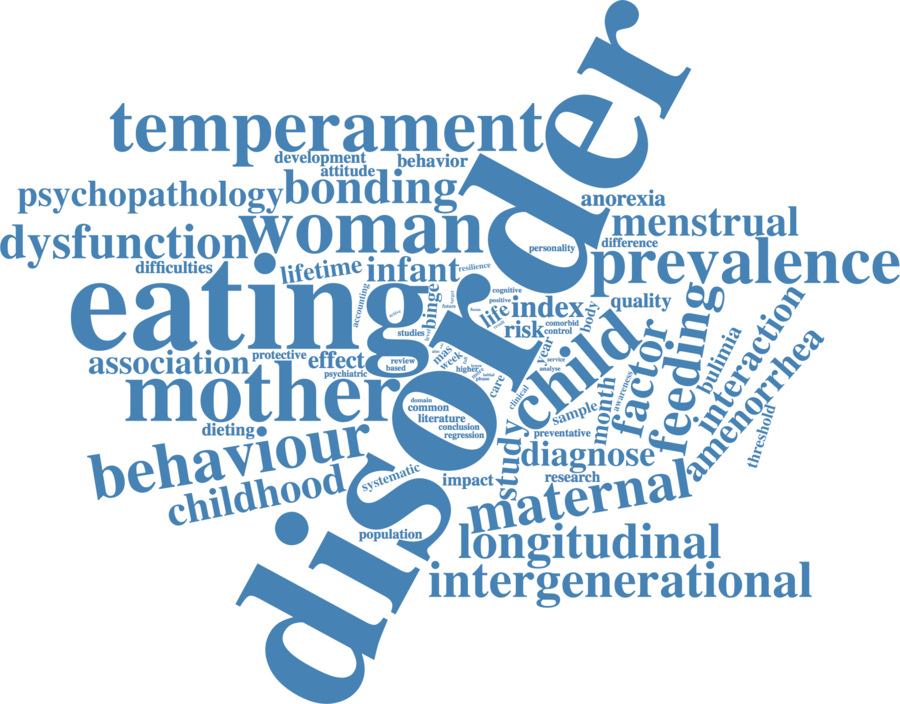 disorder
temperament
development
behavior
attitude
psychopathology
bonding
anorexia
woman
menstrual
dysfunction
personality
difference
difficulties
lifetime
infant
resilience
prevalence
eating
accounting
binge
cognitive
positive
future
life
index
body
quality
studies
risk
comorbid
control
association
protective
effect
review
based
psychiatric
mas
week
higher
year
service
analyse
initial
phase
child
factor
feeding
bulimia
interaction
amenorrhea
threshold
mother
domain
common
literature
conclusion
regression
care
clinical
sample
month
awareness
dieting
preventative
behaviour
study
diagnose
childhood
systematic
impact
research
maternal
population
longitudinal
intergenerational